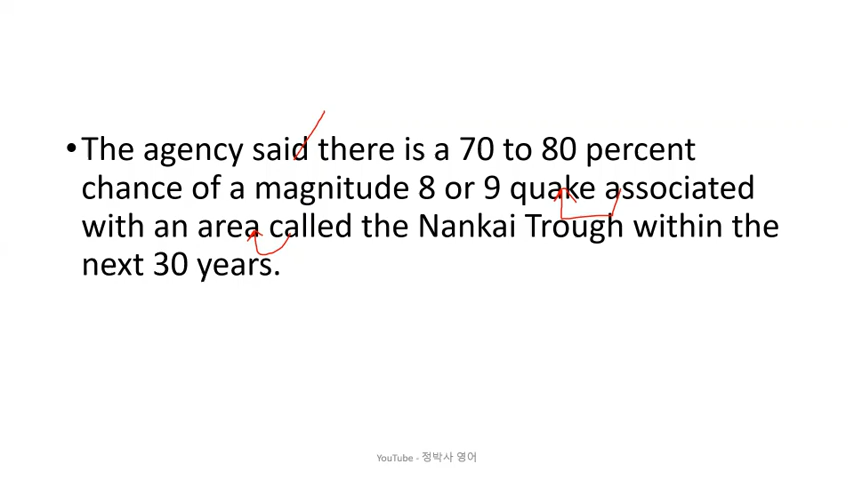 •The agency said there is a 70 to 80 percent
chance of a magnitude 8 or 9 quake associated
with an area called the Nankai Trough within the
next 30 years.
YouTube - 정박사 영어